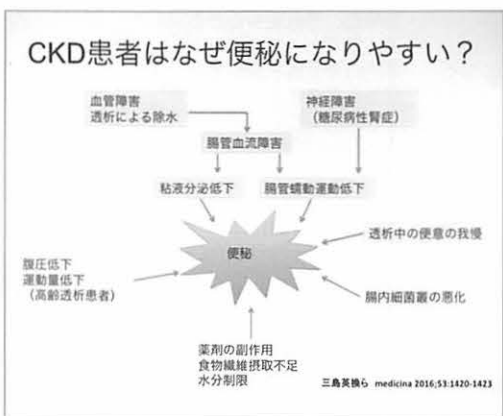 CKD患者はなぜ便秘になりやすい？
血管障害
透析による除水
神経障害
（糖尿病性腎症）
腸管血流障害
粘液分泌低下
腸管蠕動運動低下
便秘
透析中の便意の我慢
腹圧低下
運動量低下
（高齢透析患者）
腸内細菌叢の悪化
薬剤の副作用
食物繊維摂取不足
水分制限
三島英換ら medicina 2016;53:1420-1423